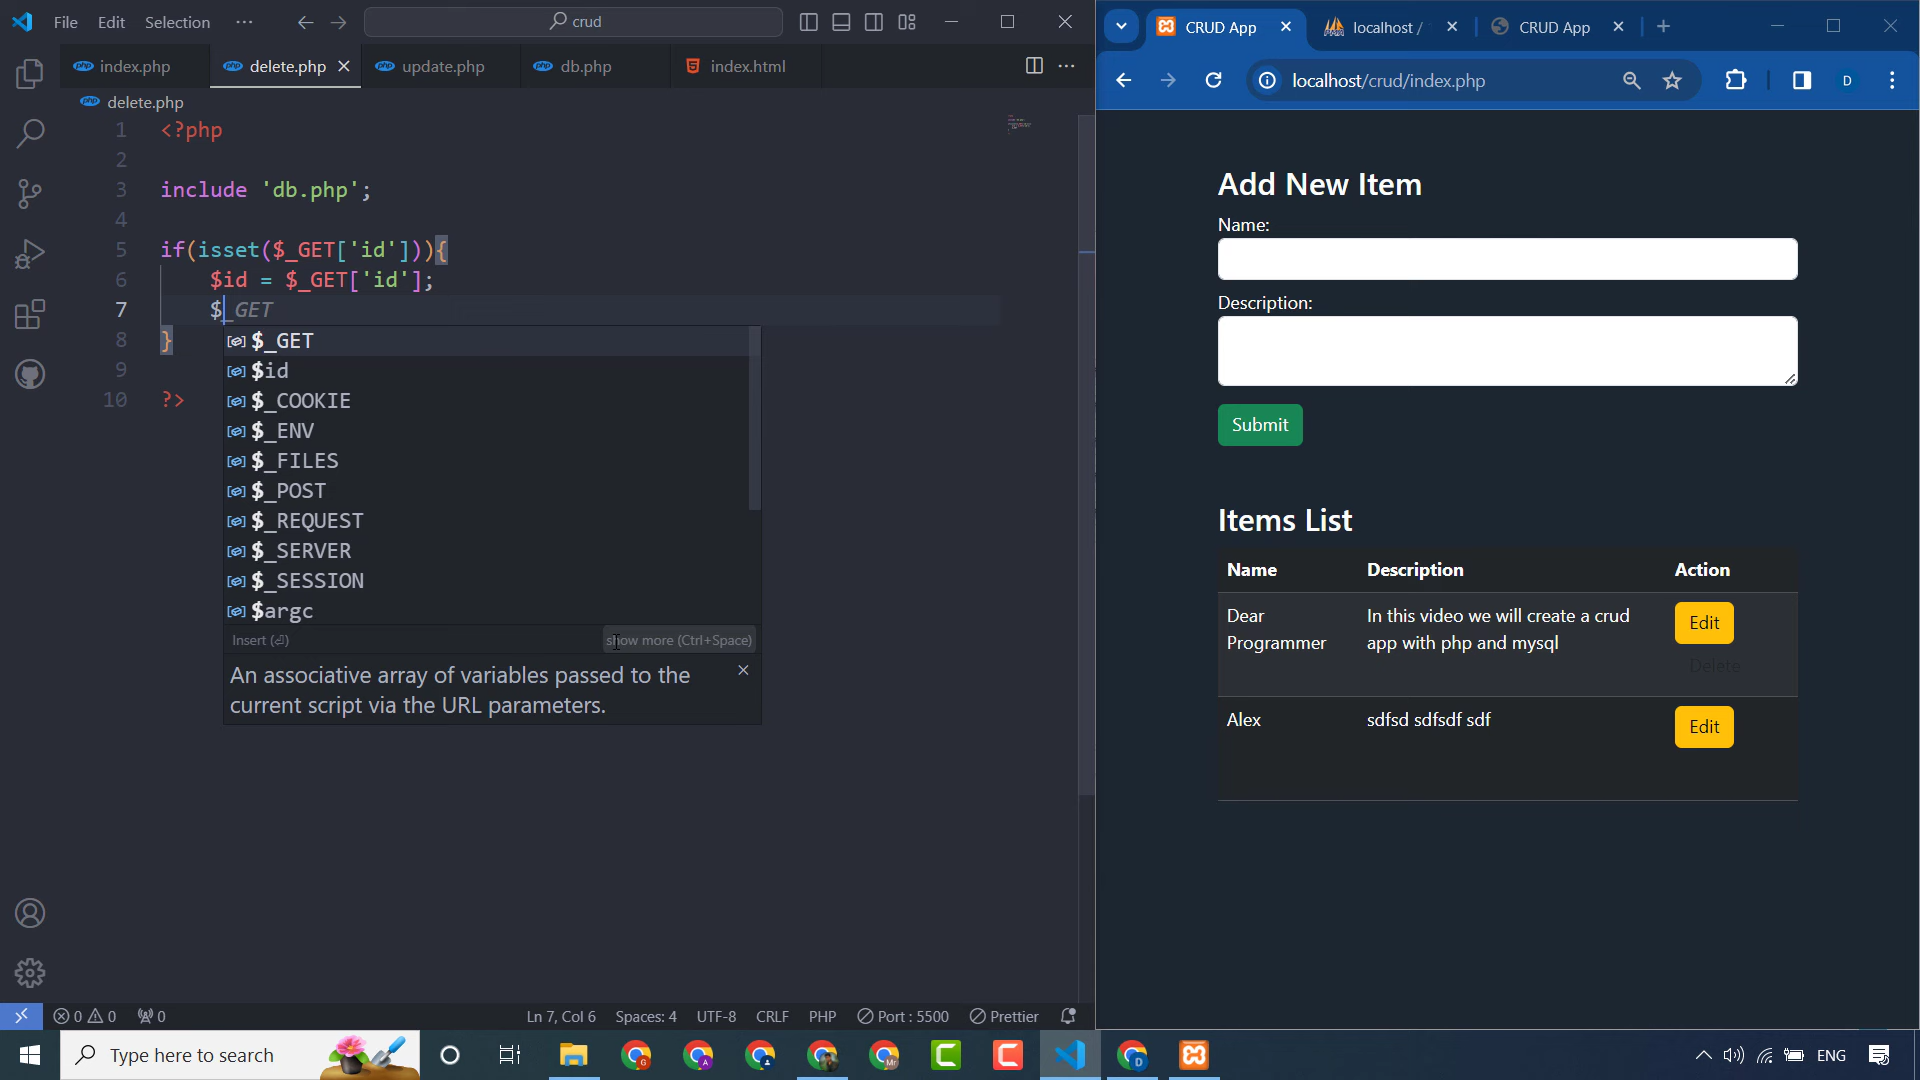 File Edit Selection ··· crud
index.php delete.php update.php db.php index.html
delete.php
1 <?php
2
3 include 'db.php';
4
5 if(isset($_GET['id'])){
6 $id = $_GET['id'];
7 $_GET
8 }
9
10 ?>
$_GET
$id
$_COOKIE
$_ENV
$_FILES
$_POST
$_REQUEST
$_SERVER
$_SESSION
$argc
Insert (⏎) show more (Ctrl+Space)
An associative array of variables passed to the
current script via the URL parameters.
0 0 0 Ln 7, Col 6 Spaces: 4 UTF-8 CRLF PHP Port : 5500 Prettier
CRUD App localhost / CRUD App
localhost/crud/index.php D
Add New Item
Name:
Description:
Submit
Items List
Name Description Action
Dear Programmer In this video we will create a crud app with php and mysql Edit
Delete
Alex sdfsd sdfsdf sdf Edit
Type here to search ENG